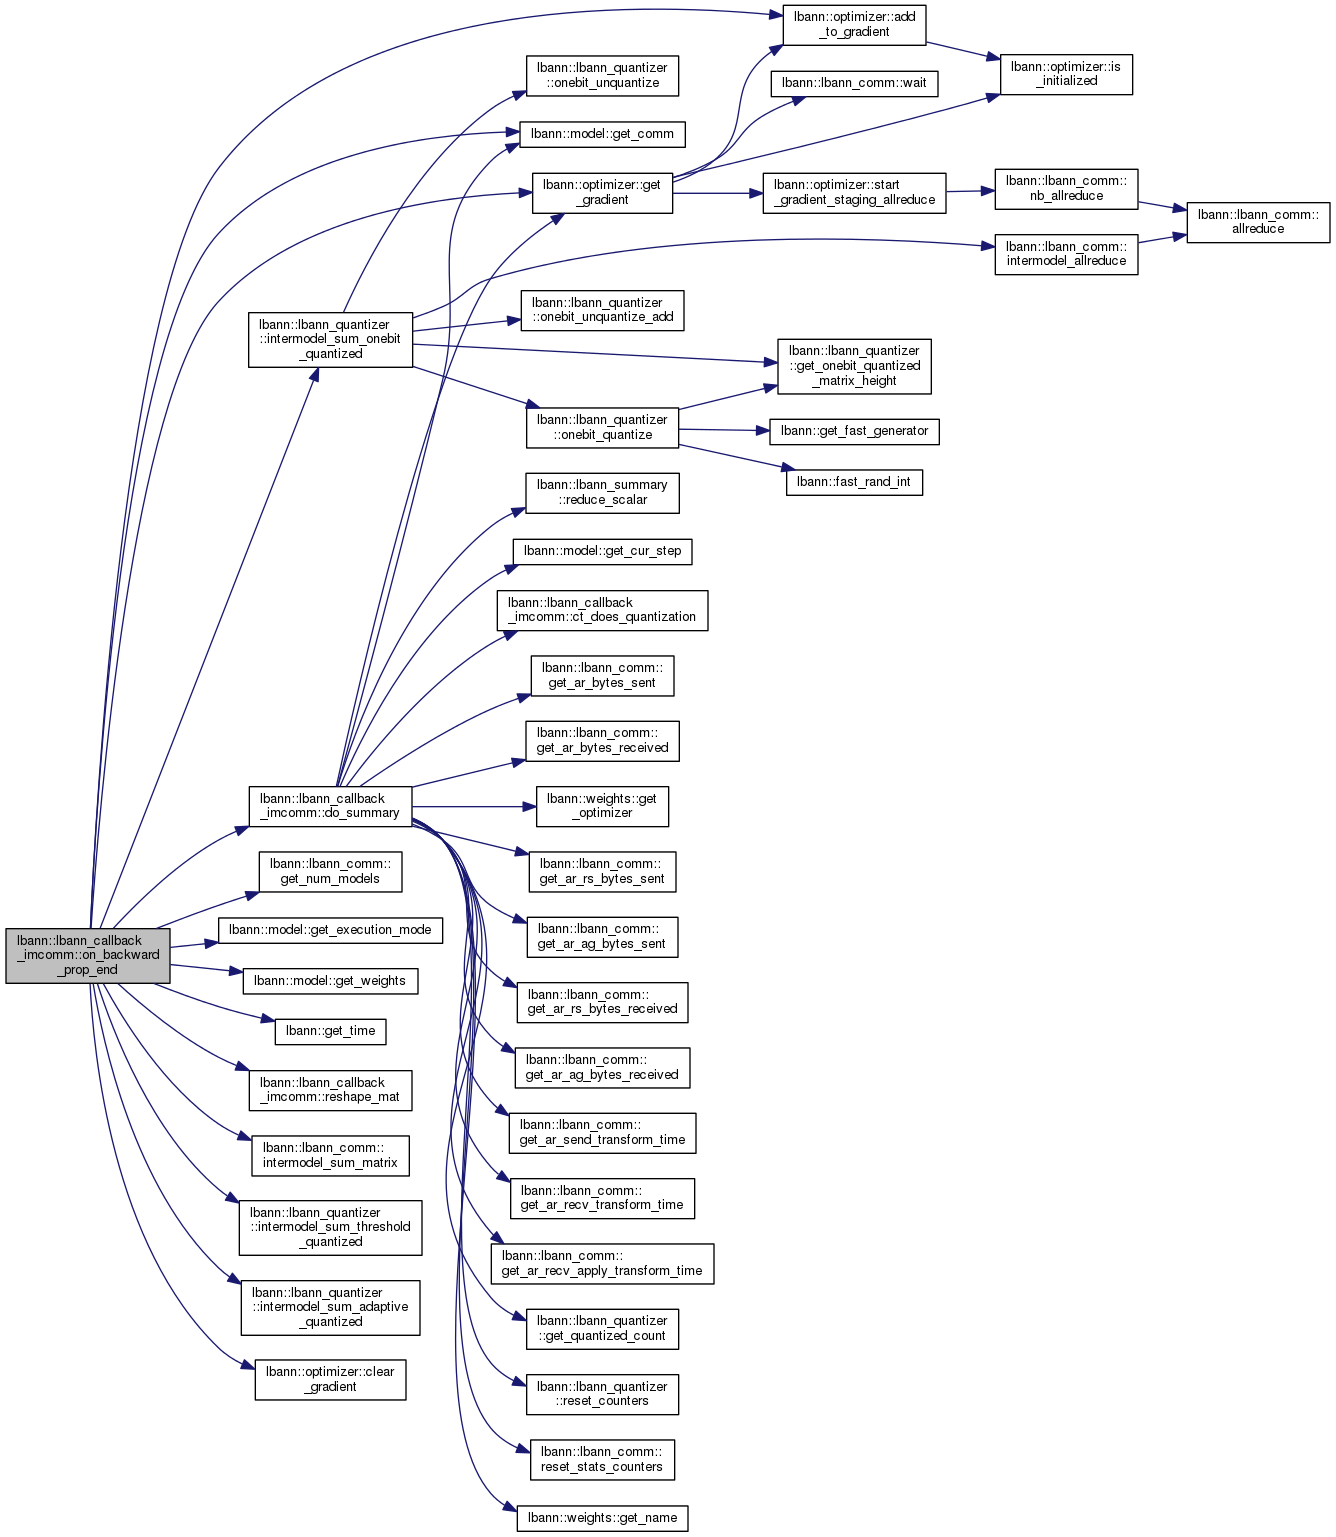 lbann::optimizer::add
_to_gradient
lbann::lbann_quantizer
::onebit_unquantize
lbann::optimizer::is
_initialized
lbann::lbann_comm::wait
lbann::model::get_comm
lbann::optimizer::get
_gradient
lbann::optimizer::start
_gradient_staging_allreduce
lbann::lbann_comm::
nb_allreduce
lbann::lbann_comm::
allreduce
lbann::lbann_comm::
intermodel_allreduce
lbann::lbann_quantizer
::intermodel_sum_onebit
_quantized
lbann::lbann_quantizer
::onebit_unquantize_add
lbann::lbann_quantizer
::get_onebit_quantized
_matrix_height
lbann::lbann_quantizer
::onebit_quantize
lbann::get_fast_generator
lbann::fast_rand_int
lbann::lbann_summary
::reduce_scalar
lbann::model::get_cur_step
lbann::lbann_callback
_imcomm::ct_does_quantization
lbann::lbann_comm::
get_ar_bytes_sent
lbann::lbann_comm::
get_ar_bytes_received
lbann::lbann_callback
_imcomm::do_summary
lbann::weights::get
_optimizer
lbann::lbann_comm::
get_num_models
lbann::lbann_comm::
get_ar_rs_bytes_sent
lbann::model::get_execution_mode
lbann::lbann_comm::
get_ar_ag_bytes_sent
lbann::lbann_callback
_imcomm::on_backward
_prop_end
lbann::model::get_weights
lbann::lbann_comm::
get_ar_rs_bytes_received
lbann::get_time
lbann::lbann_comm::
get_ar_ag_bytes_received
lbann::lbann_callback
_imcomm::reshape_mat
lbann::lbann_comm::
get_ar_send_transform_time
lbann::lbann_comm::
intermodel_sum_matrix
lbann::lbann_comm::
get_ar_recv_transform_time
lbann::lbann_quantizer
::intermodel_sum_threshold
_quantized
lbann::lbann_comm::
get_ar_recv_apply_transform_time
lbann::lbann_quantizer
::intermodel_sum_adaptive
_quantized
lbann::lbann_quantizer
::get_quantized_count
lbann::optimizer::clear
_gradient
lbann::lbann_quantizer
::reset_counters
lbann::lbann_comm::
reset_stats_counters
lbann::weights::get_name